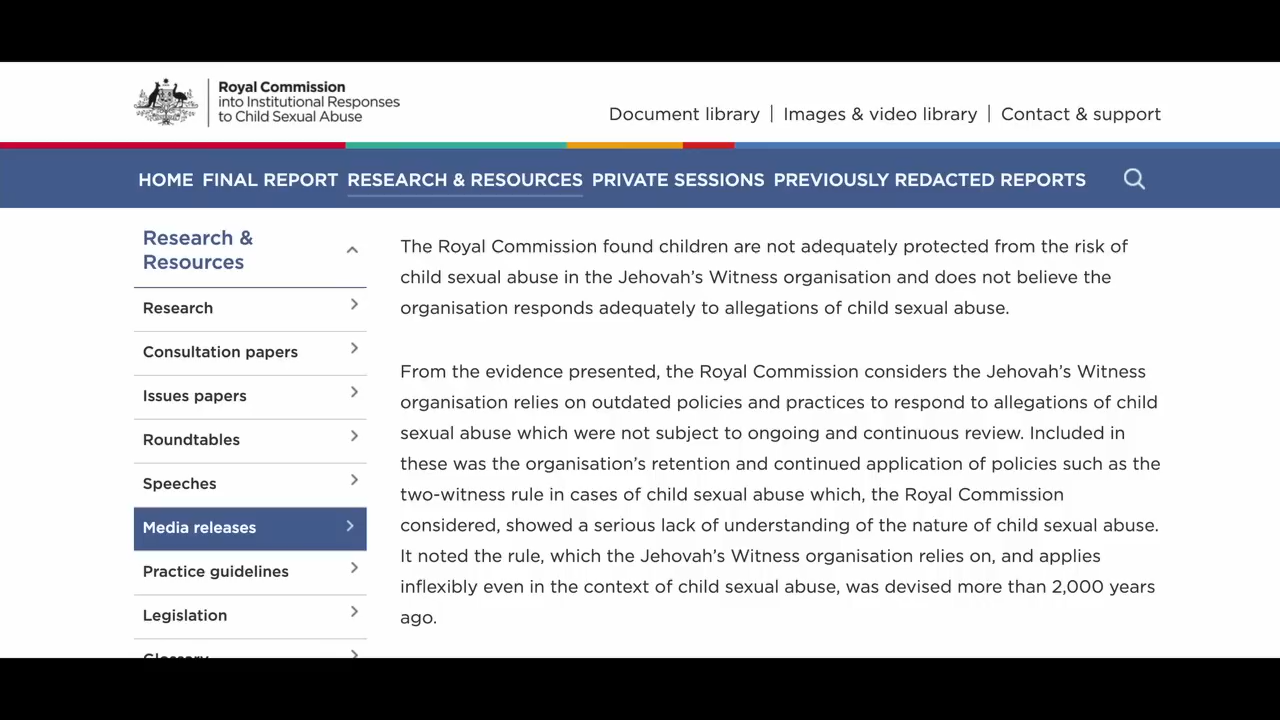 Royal Commission
into Institutional Responses
to Child Sexual Abuse
Document library | Images & video library | Contact & support
HOME FINAL REPORT RESEARCH & RESOURCES PRIVATE SESSIONS PREVIOUSLY REDACTED REPORTS
Research &
Resources
Research
Consultation papers
Issues papers
Roundtables
Speeches
Media releases
Practice guidelines
Legislation
Glossary
The Royal Commission found children are not adequately protected from the risk of
child sexual abuse in the Jehovah’s Witness organisation and does not believe the
organisation responds adequately to allegations of child sexual abuse.
From the evidence presented, the Royal Commission considers the Jehovah’s Witness
organisation relies on outdated policies and practices to respond to allegations of child
sexual abuse which were not subject to ongoing and continuous review. Included in
these was the organisation’s retention and continued application of policies such as the
two-witness rule in cases of child sexual abuse which, the Royal Commission
considered, showed a serious lack of understanding of the nature of child sexual abuse.
It noted the rule, which the Jehovah’s Witness organisation relies on, and applies
inflexibly even in the context of child sexual abuse, was devised more than 2,000 years
ago.